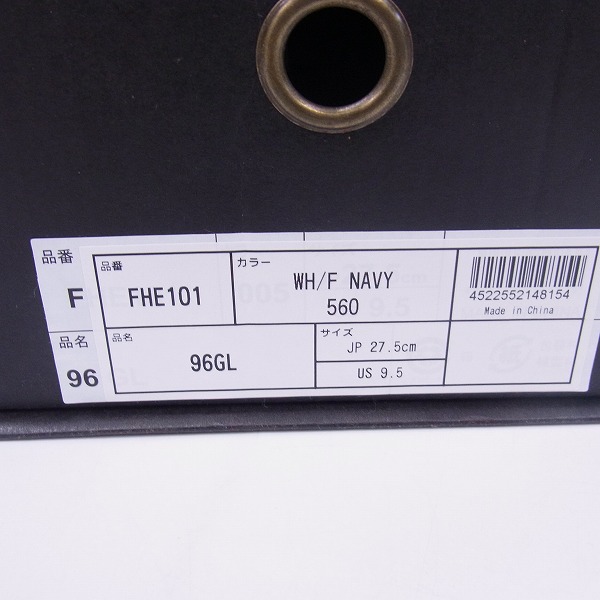 品番
F
品名
96
品番
FHE101
カラー
WH/F NAVY
560
4522552148154
Made in China
品名
96GL
サイズ
JP 27.5cm
US 9.5